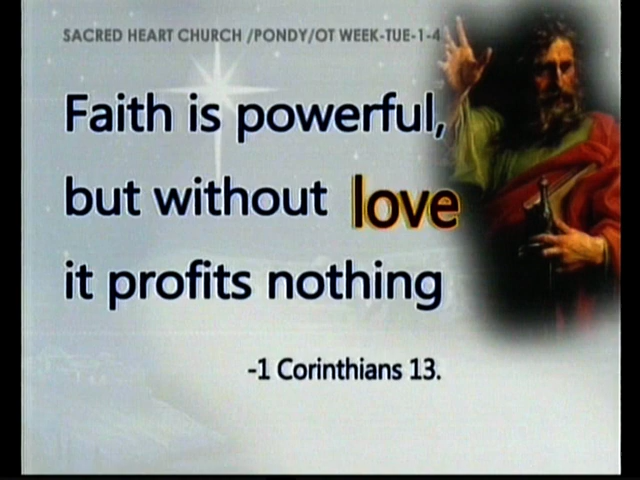 SACRED HEART CHURCH /PONDY/OT WEEK-TUE-1-4
Faith is powerful,
but without love
it profits nothing
-1 Corinthians 13.